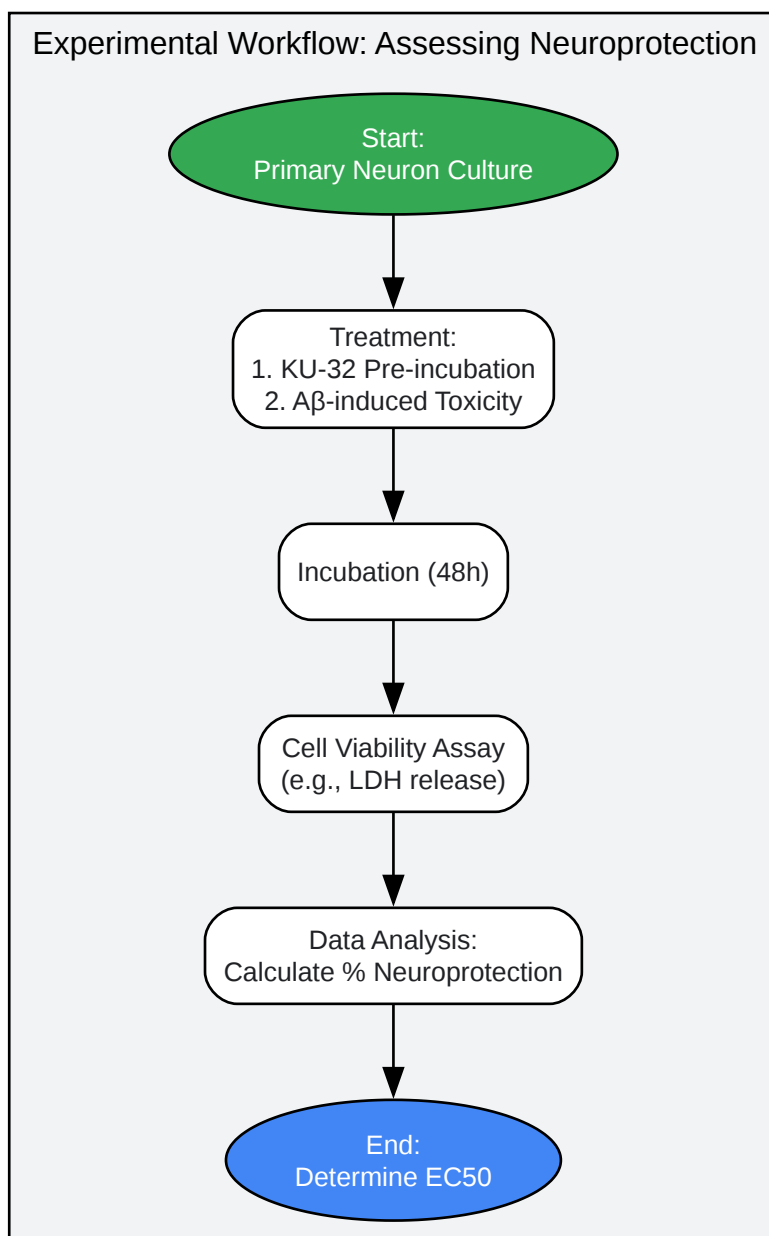 Experimental Workflow: Assessing Neuroprotection
Start:
Primary Neuron Culture
Treatment:
1. KU-32 Pre-incubation
2. Aβ-induced Toxicity
Incubation (48h)
Cell Viability Assay
(e.g., LDH release)
Data Analysis:
Calculate % Neuroprotection
End:
Determine EC50